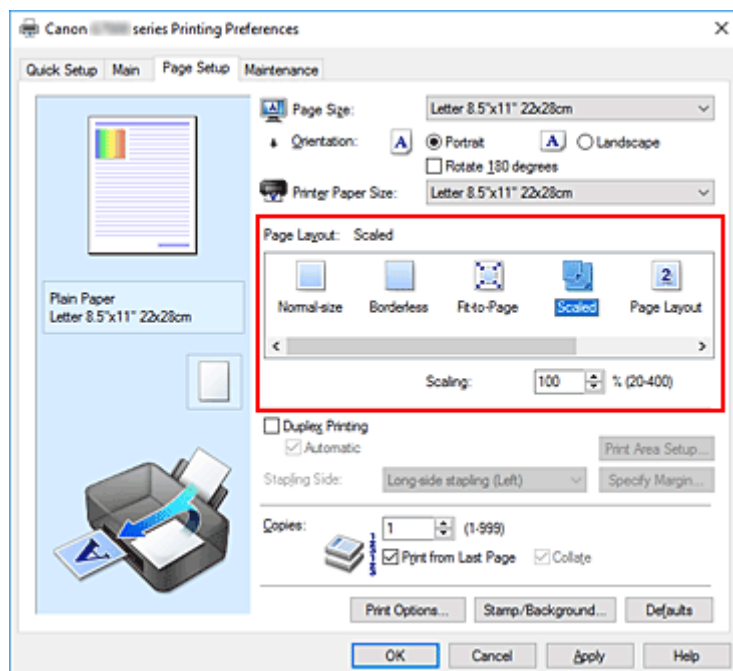 Canon series Printing Preferences
Quick Setup Main Page Setup Maintenance
Page Size: Letter 8.5"x11" 22x28cm
Orientation: A Portrait A Landscape
Rotate 180 degrees
Printer Paper Size: Letter 8.5"x11" 22x28cm
Page Layout: Scaled
2
Normal-size Borderless Fit-to-Page Scaled Page Layout
Scaling: 100 % (20-400)
Plain Paper
Letter 8.5"x11" 22x28cm
Duplex Printing
Automatic Print Area Setup...
Stapling Side: Long-side stapling (Left) Specify Margin...
Copies: 1 (1-999)
Print from Last Page Collate
A
Print Options... Stamp/Background... Defaults
OK Cancel Apply Help